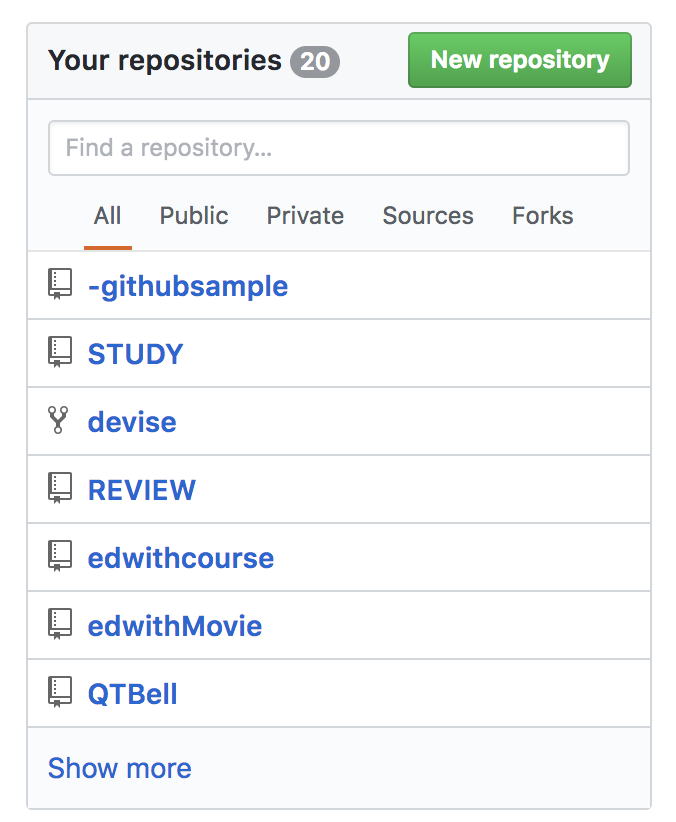 Your repositories 20 New repository
Find a repository...
All Public Private Sources Forks
-githubsample
STUDY
devise
REVIEW
edwithcourse
edwithMovie
QTBell
Show more